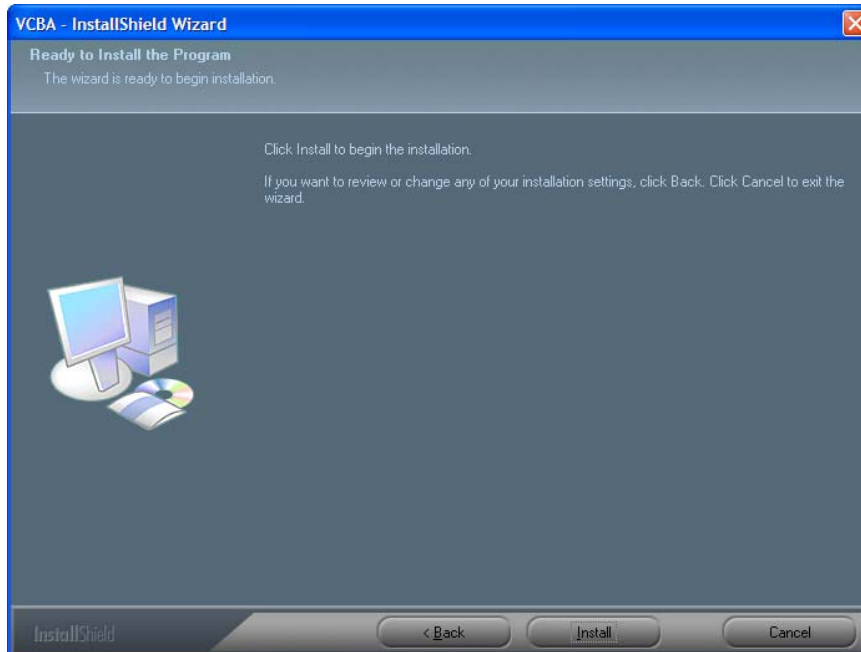 VCBA - InstallShield Wizard
Ready to Install the Program
The wizard is ready to begin installation.
Click Install to begin the installation.
If you want to review or change any of your installation settings, click Back. Click Cancel to exit the
wizard.
InstallShield
< Back Install Cancel